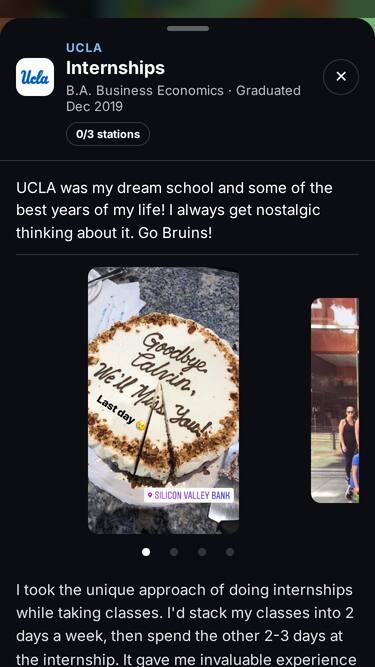 UCLA
Internships
Ucla
B.A. Business Economics · Graduated
Dec 2019
0/3 stations
UCLA was my dream school and some of the
best years of my life! I always get nostalgic
thinking about it. Go Bruins!
Goodbye,
Calvin,
We'll Miss You!
Last day 😢
SILICON VALLEY BANK
I took the unique approach of doing internships
while taking classes. I'd stack my classes into 2
days a week, then spend the other 2-3 days at
the internship. It gave me invaluable experience